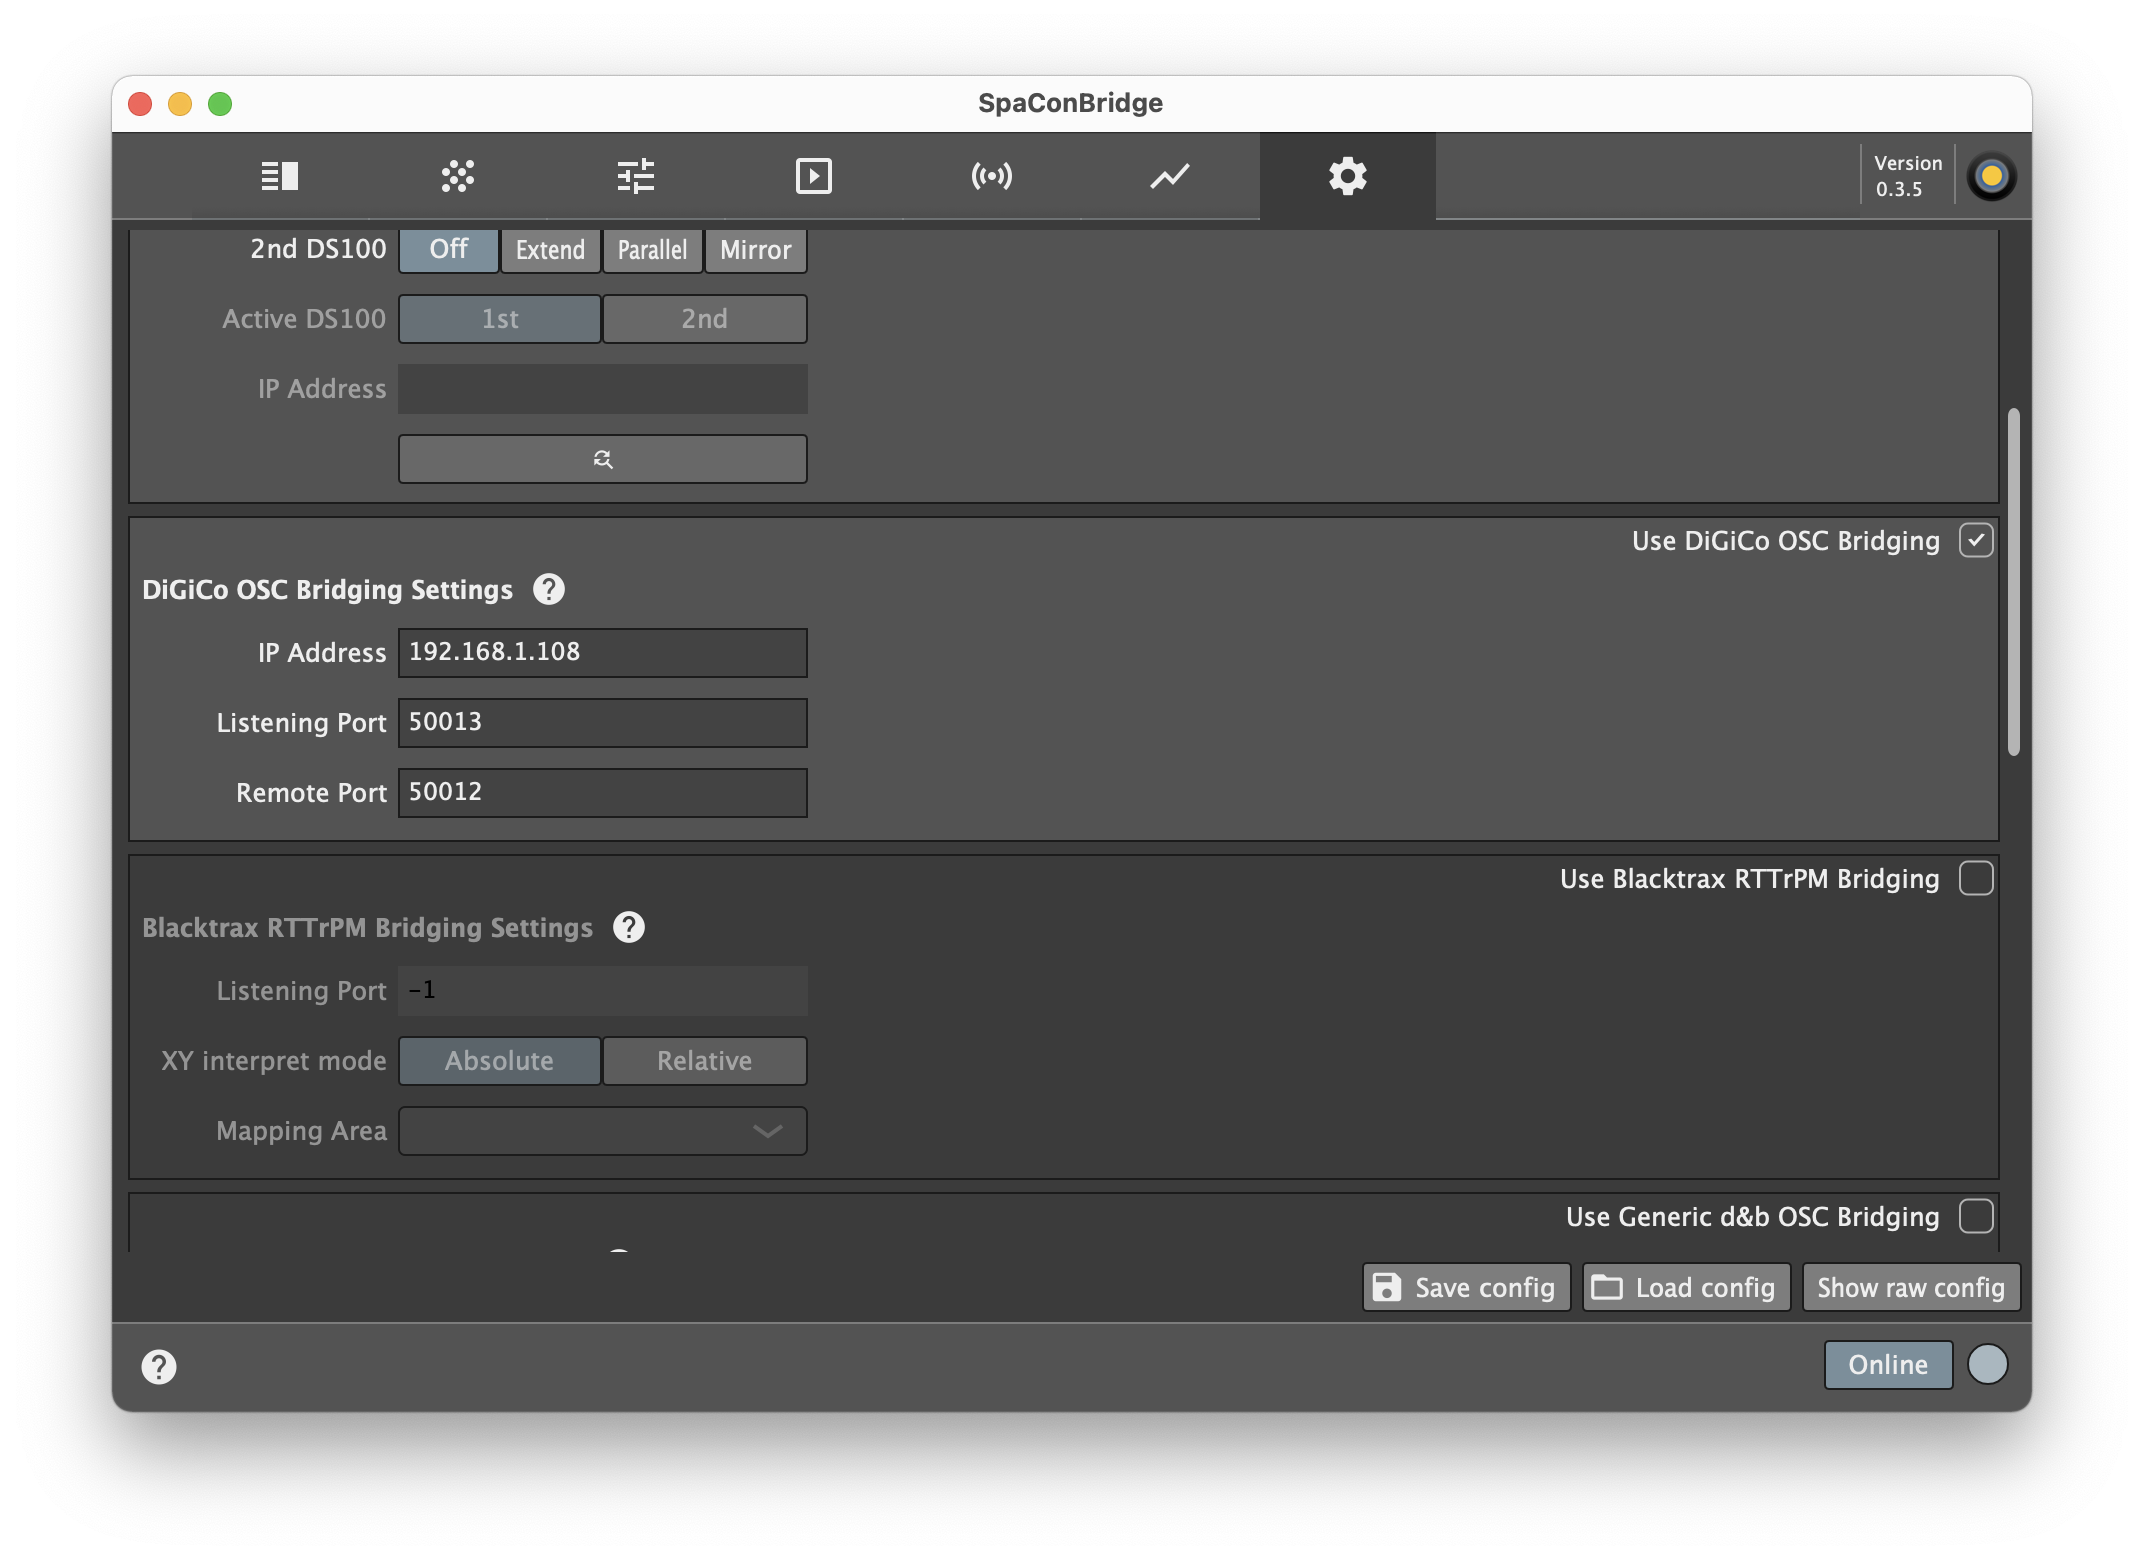 SpaConBridge
Version
0.3.5
2nd DS100 Off Extend Parallel Mirror
Active DS100 1st 2nd
IP Address
Use DiGiCo OSC Bridging
DiGiCo OSC Bridging Settings ?
IP Address 192.168.1.108
Listening Port 50013
Remote Port 50012
Use Blacktrax RTTrPM Bridging
Blacktrax RTTrPM Bridging Settings ?
Listening Port -1
XY interpret mode Absolute Relative
Mapping Area
Use Generic d&b OSC Bridging
Save config Load config Show raw config
? Online